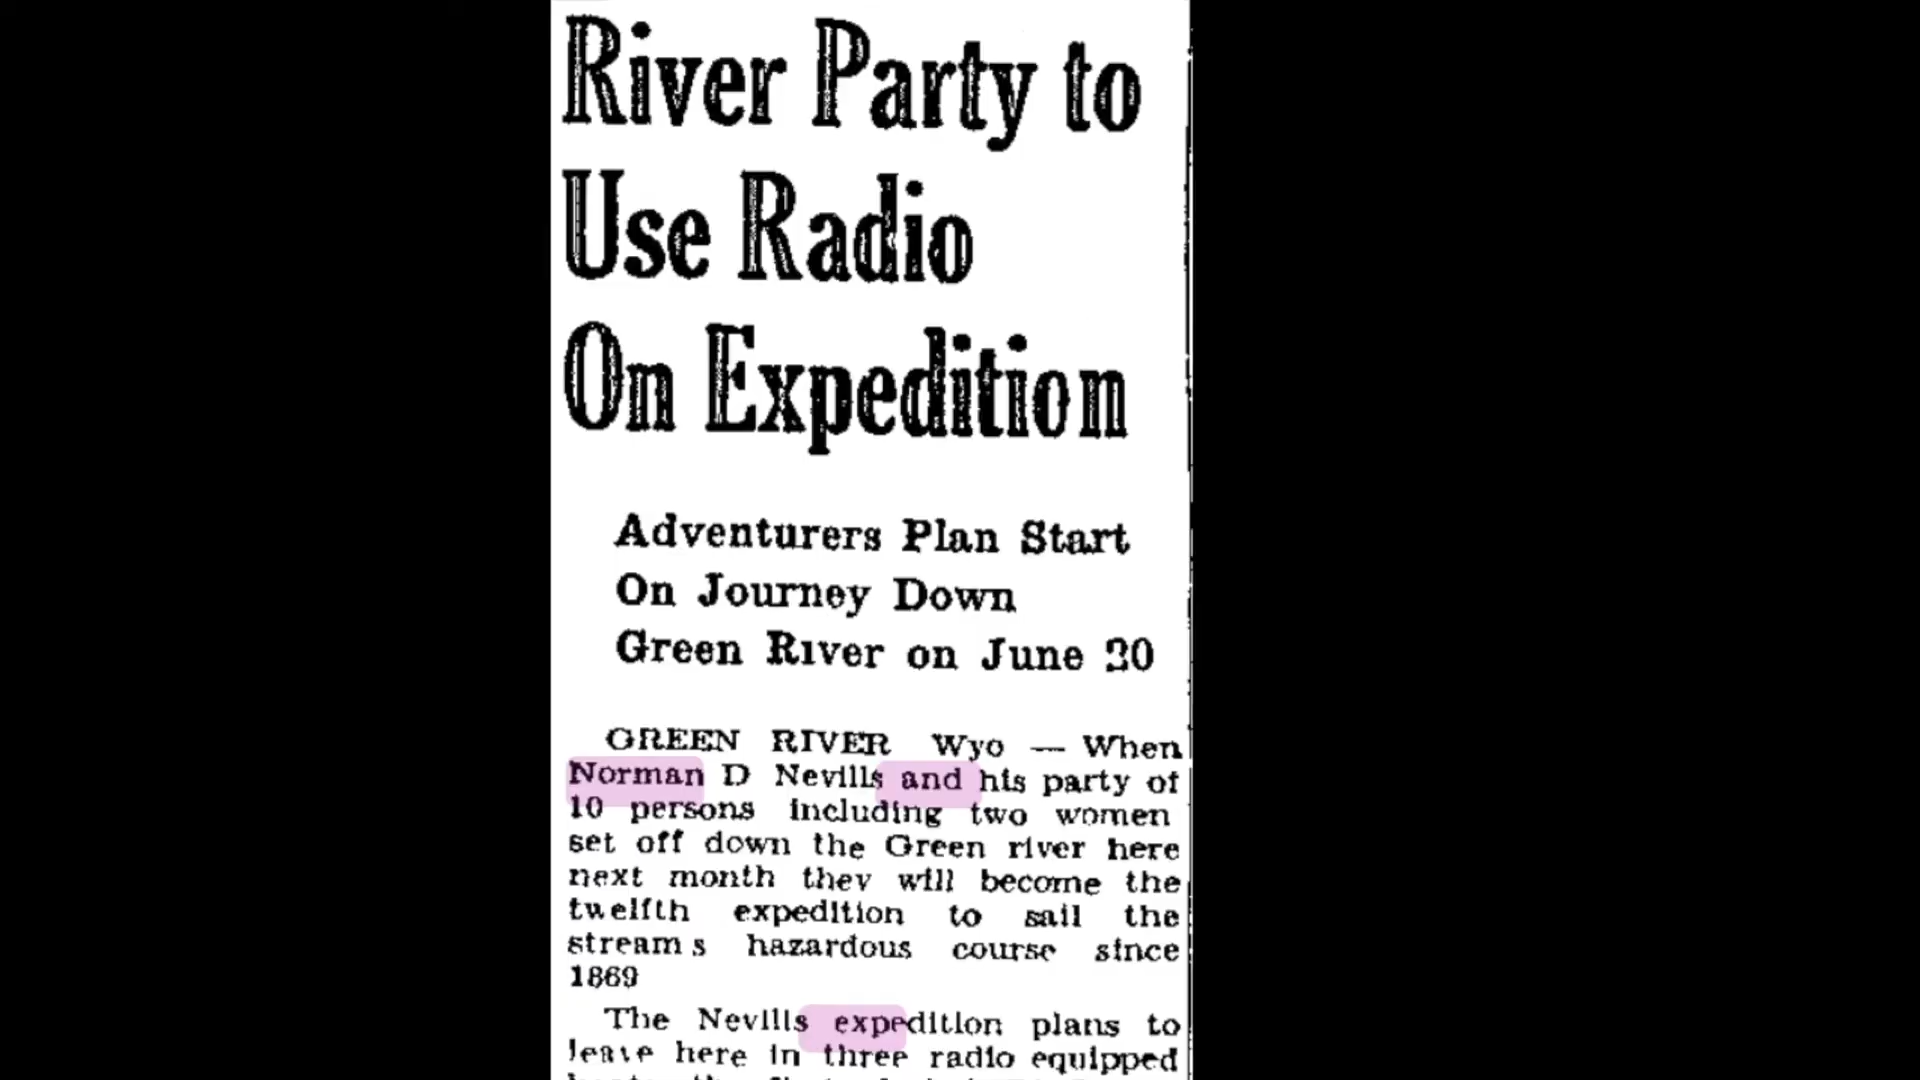 River Party to
Use Radio
On Expedition
Adventurers Plan Start
On Journey Down
Green River on June 20
GREEN RIVER Wyo — When
Norman D Nevills and his party of
10 persons including two women
set off down the Green river here
next month they will become the
twelfth expedition to sail the
stream s hazardous course since
1869
The Nevills expedition plans to
leave here in three radio equipped